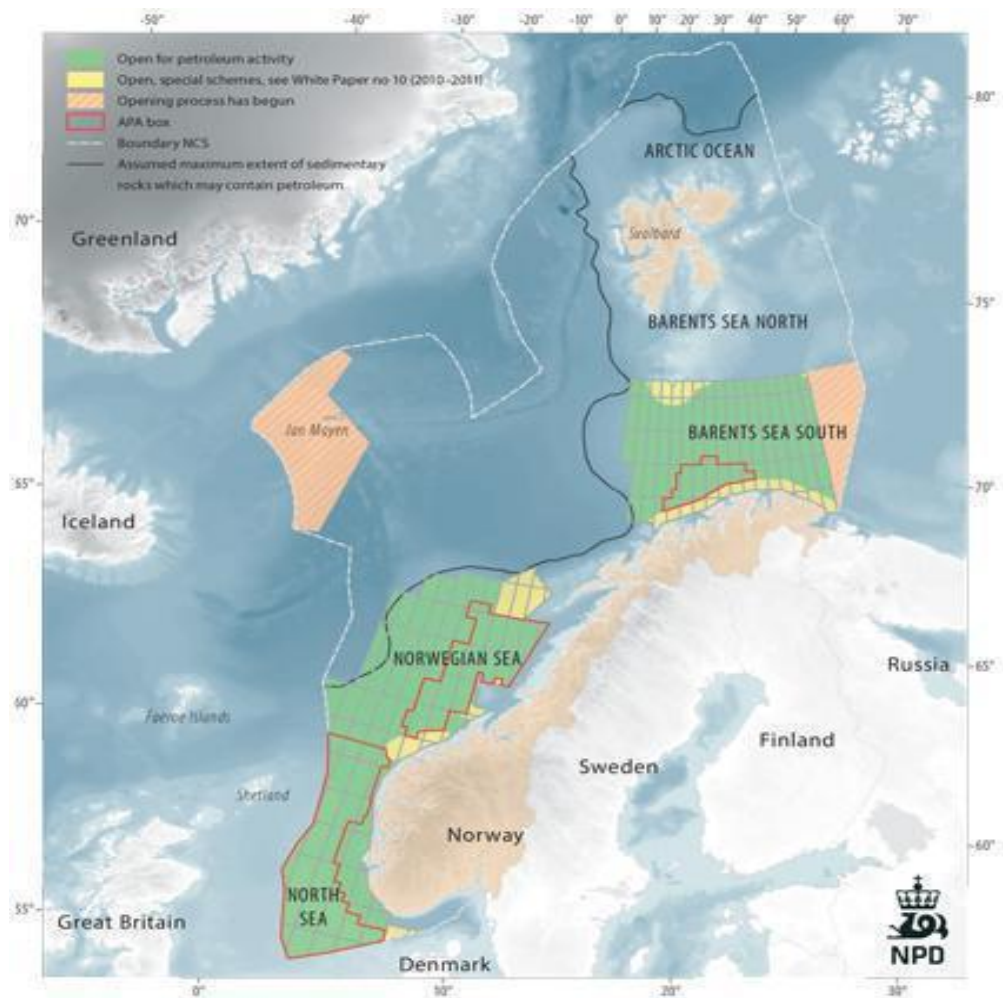 -50° -40° -30° -20° -10° 0° 10° 20° 30° 40° 50° 60° 70°
Open for petroleum activity
Open, special schemes, see White Paper no 10 (2010-2011)
Opening process has begun
APA box
Boundary NCS
Assumed maximum extent of sedimentary
rocks which may contain petroleum
80°
ARCTIC OCEAN
70°
Greenland
Svalbard
75°
BARENTS SEA NORTH
Jan Mayen
BARENTS SEA SOUTH
65°
70°
Iceland
NORWEGIAN SEA
Russia
65°
60°
Faeroe Islands
Finland
Sweden
Shetland
Norway
60°
NORTH
SEA
55°
Great Britain
NPD
Denmark
0° 10° 20° 30°